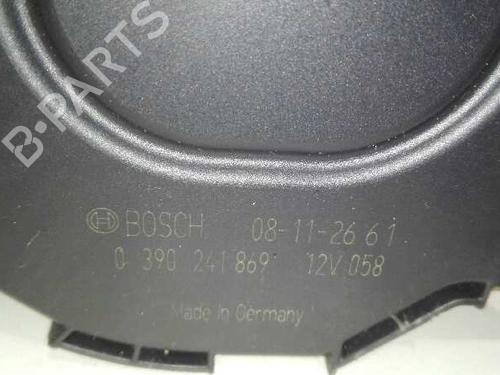 B-PARTS
BOSCH 08-11-26 61
0 390 241 869 12V 058
Made in Germany